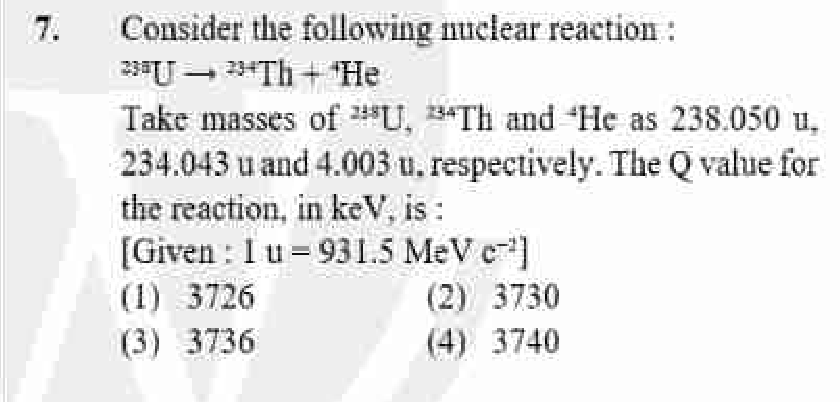 7. Consider the following nuclear reaction :
²³⁸U → ²³⁴Th + ⁴He
Take masses of ²³⁸U, ²³⁴Th and ⁴He as 238.050 u,
234.043 u and 4.003 u, respectively. The Q value for
the reaction, in keV, is :
[Given : 1 u = 931.5 MeV c⁻²]
(1) 3726 (2) 3730
(3) 3736 (4) 3740